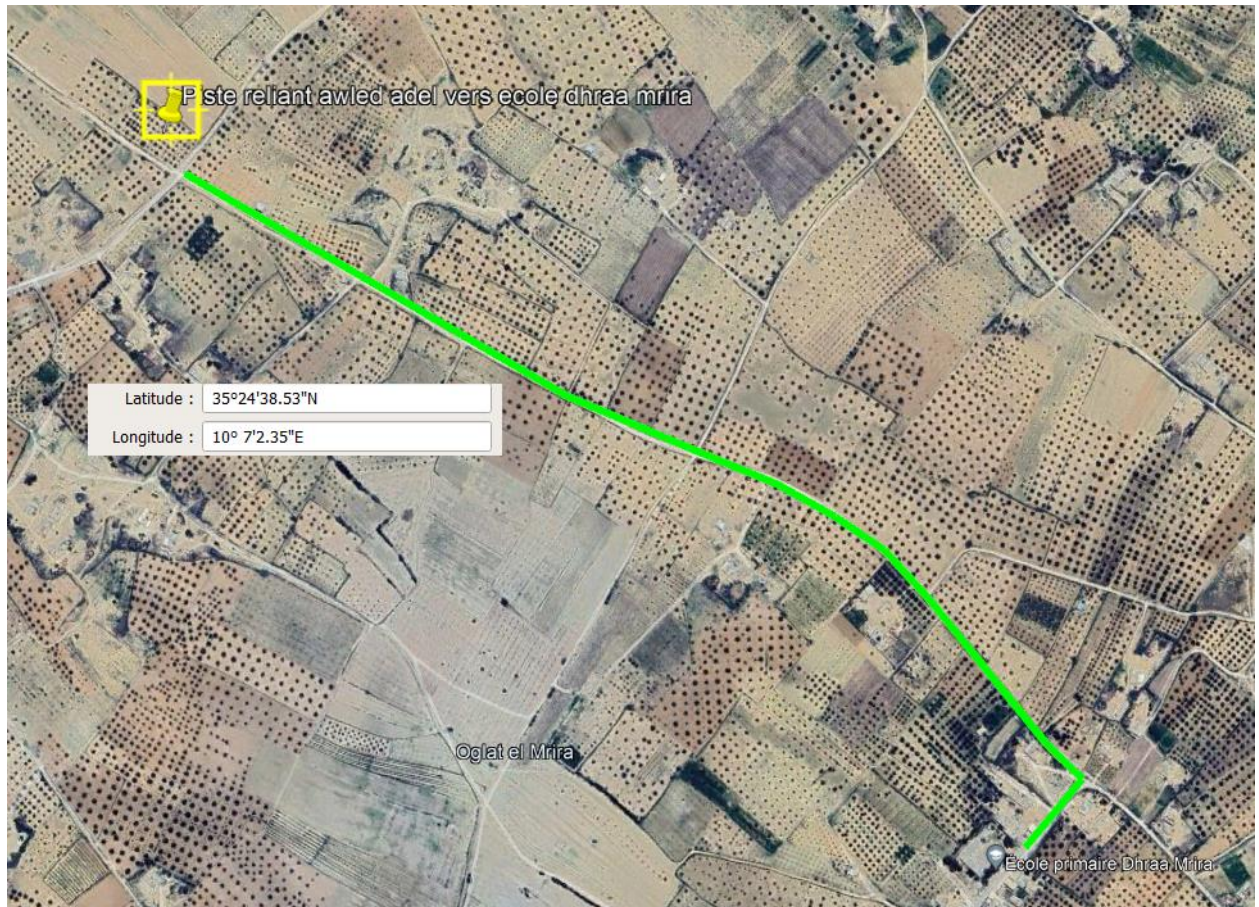 Piste reliant awled adel vers ecole dhraa mrira
Latitude : 35°24'38.53"N
Longitude : 10° 7'2.35"E
Oglat el Mrira
École primaire Dhraa Mrira